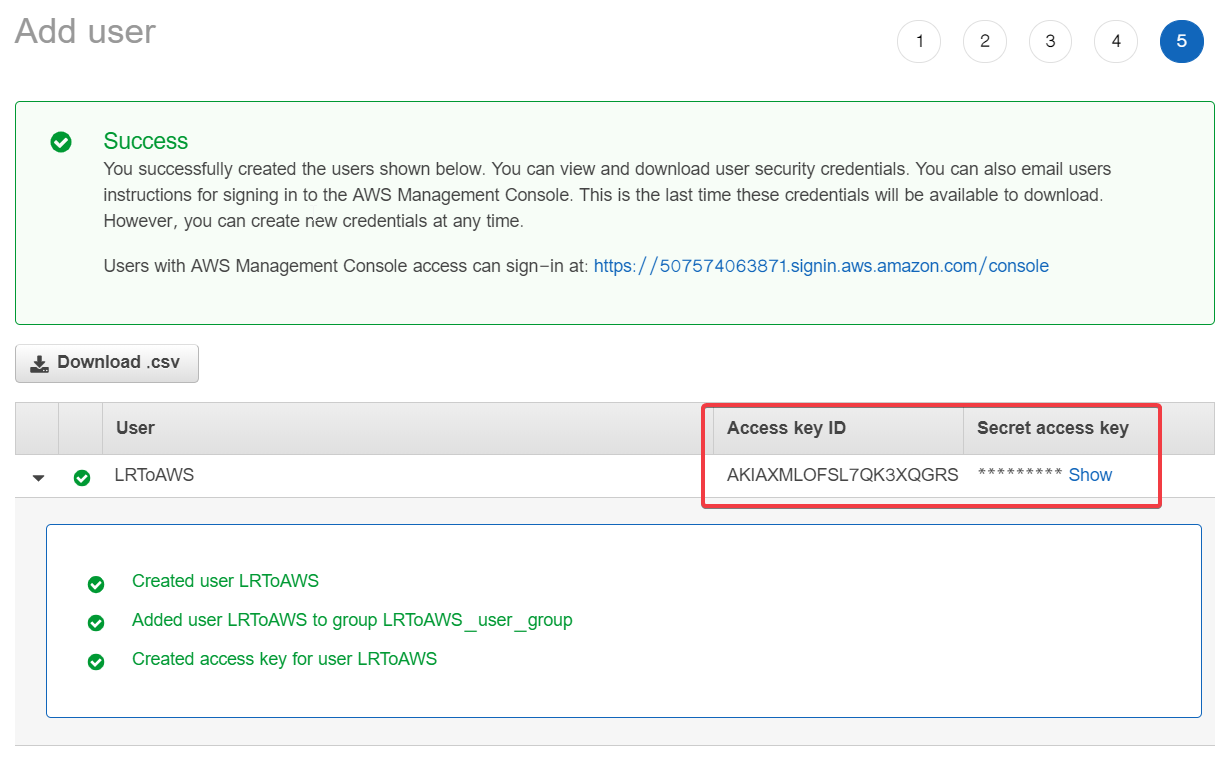 Add user
1 2 3 4 5
Success
You successfully created the users shown below. You can view and download user security credentials. You can also email users
instructions for signing in to the AWS Management Console. This is the last time these credentials will be available to download.
However, you can create new credentials at any time.
Users with AWS Management Console access can sign-in at: https://507574063871.signin.aws.amazon.com/console
Download .csv
User Access key ID Secret access key
LRToAWS AKIAXMLOFSL7QK3XQGRS ********* Show
Created user LRToAWS
Added user LRToAWS to group LRToAWS_user_group
Created access key for user LRToAWS